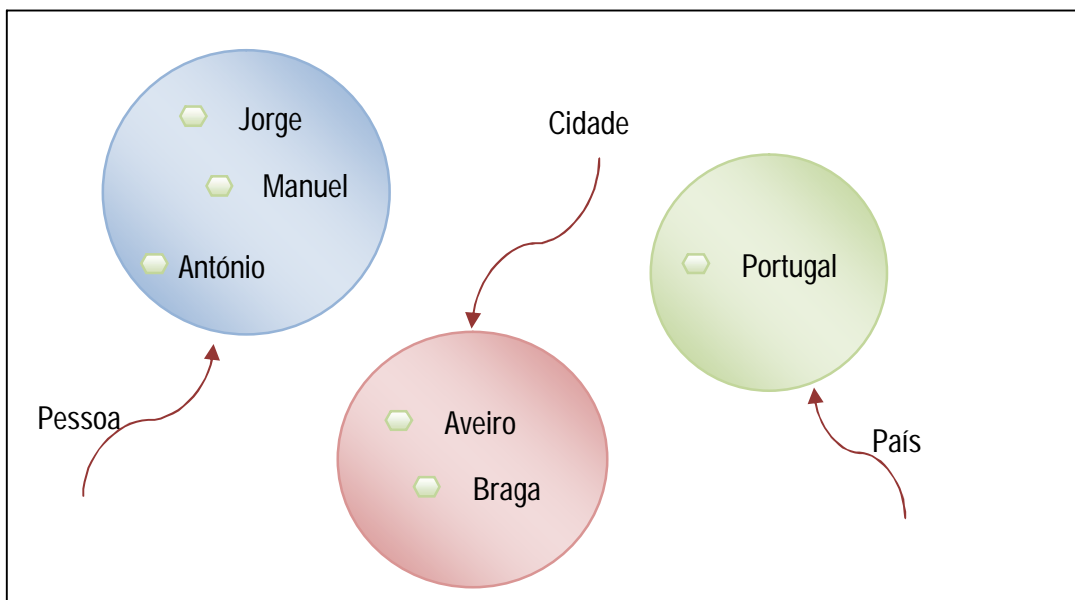 Jorge
Manuel
António
Pessoa
Cidade
Aveiro
Braga
Portugal
País